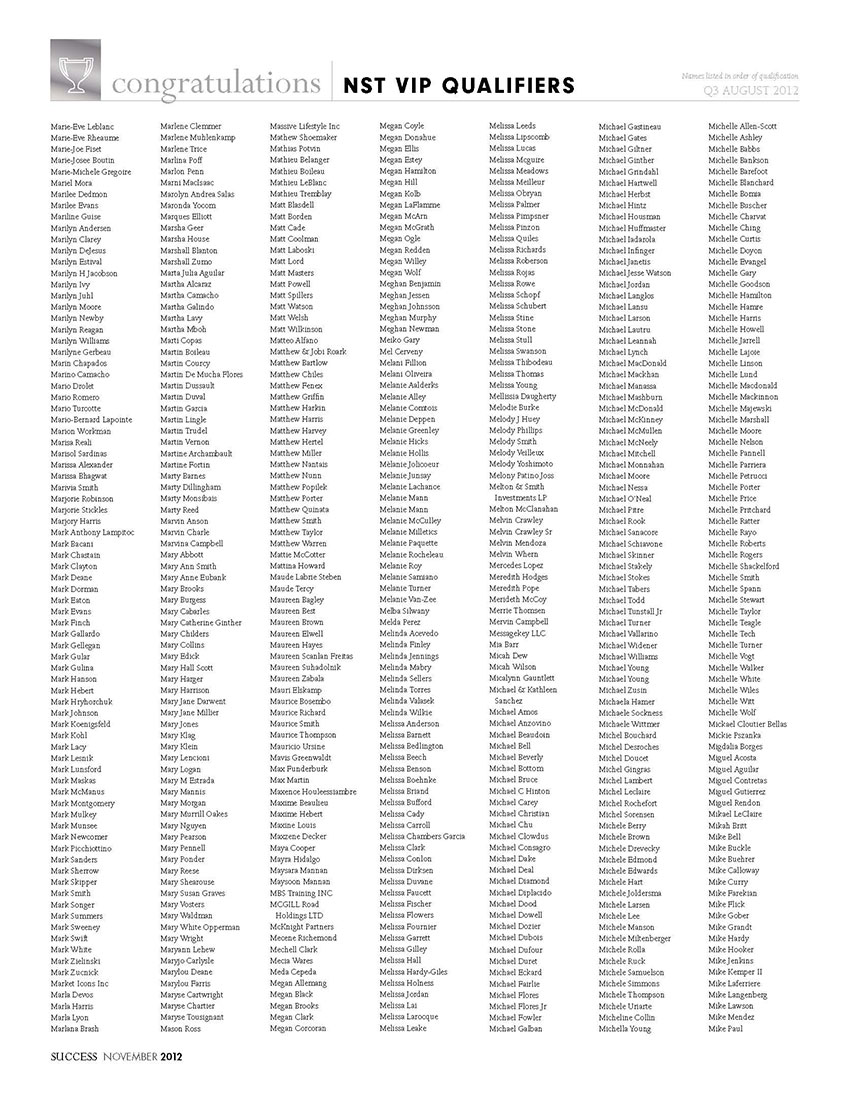 congratulations
NST VIP QUALIFIERS
Names listed in order of qualification
Q3 AUGUST 2012
Marie-Eve Leblanc
Marie-Eve Rheaume
Marie-Joe Fiset
Marie-Josee Boutin
Marie-Michele Gregoire
Mariel Mora
Marilee Dedmon
Marilee Evans
Mariline Guise
Marilyn Andersen
Marilyn Clarey
Marilyn DeJesus
Marilyn Estival
Marilyn H Jacobson
Marilyn Ivy
Marilyn Juhl
Marilyn Moore
Marilyn Newby
Marilyn Reagan
Marilyn Williams
Marilyne Gerbeau
Marin Chapados
Marino Camacho
Mario Drolet
Mario Romero
Mario Turcotte
Mario-Bernard Lapointe
Marion Workman
Marisa Reali
Marisol Sardinas
Marissa Alexander
Marissa Bhagwat
Marivia Smith
Marjorie Robinson
Marjorie Stickles
Marjory Harris
Mark Anthony Lampitoc
Mark Bacani
Mark Chastain
Mark Clayton
Mark Deane
Mark Dorman
Mark Eaton
Mark Evans
Mark Finch
Mark Gallardo
Mark Gellegan
Mark Gular
Mark Gulina
Mark Hanson
Mark Hebert
Mark Hryhorchuk
Mark Johnson
Mark Koenigsfeld
Mark Kohl
Mark Lacy
Mark Lesnik
Mark Lunsford
Mark Maskas
Mark McManus
Mark Montgomery
Mark Mulkey
Mark Munsee
Mark Newcomer
Mark Picchiottino
Mark Sanders
Mark Sherrow
Mark Skipper
Mark Smith
Mark Songer
Mark Summers
Mark Sweeney
Mark Swift
Mark White
Mark Zielinski
Mark Zucnick
Market Icons Inc
Marla Devos
Marla Harris
Marla Lyon
Marlana Brash
Marlene Clemmer
Marlene Muhlenkamp
Marlene Trice
Marlina Poff
Marlon Penn
Marni MacIsaac
Marolyn Andrea Salas
Maronda Yocom
Marques Elliott
Marsha Geer
Marsha House
Marshall Blanton
Marshall Zumo
Marta Julia Aguilar
Martha Alcaraz
Martha Camacho
Martha Galindo
Martha Lavy
Martha Mboh
Marti Copas
Martin Boileau
Martin Courcy
Martin De Mucha Flores
Martin Dussault
Martin Duval
Martin Garcia
Martin Lingle
Martin Trudel
Martin Vernon
Martine Archambault
Martine Fortin
Marty Barnes
Marty Dillingham
Marty Monsibais
Marty Reed
Marvin Anson
Marvin Charle
Marvina Campbell
Mary Abbott
Mary Ann Smith
Mary Anne Eubank
Mary Brooks
Mary Burgess
Mary Cabarles
Mary Catherine Ginther
Mary Childers
Mary Collins
Mary Edick
Mary Hall Scott
Mary Harger
Mary Harrison
Mary Jane Darwent
Mary Jane Miller
Mary Jones
Mary Klag
Mary Klein
Mary Lencioni
Mary Logan
Mary M Estrada
Mary Mannis
Mary Morgan
Mary Murrill Oakes
Mary Nguyen
Mary Pearson
Mary Pennell
Mary Ponder
Mary Reese
Mary Shearouse
Mary Susan Graves
Mary Vosters
Mary Waldman
Mary White Opperman
Mary Wright
Maryann Lehew
Maryjo Carlysle
Marylou Deane
Marylou Farris
Maryse Cartwright
Maryse Chartier
Maryse Tousignant
Mason Ross
Massive Lifestyle Inc
Mathew Shoemaker
Mathias Potvin
Mathieu Belanger
Mathieu Boileau
Mathieu LeBlanc
Mathieu Tremblay
Matt Blasdell
Matt Borden
Matt Cade
Matt Coolman
Matt Laboski
Matt Lord
Matt Masters
Matt Powell
Matt Spillers
Matt Watson
Matt Welsh
Matt Wilkinson
Matteo Alfano
Matthew & Jobi Roark
Matthew Bartlow
Matthew Chiles
Matthew Fenex
Matthew Griffin
Matthew Harkin
Matthew Harris
Matthew Harvey
Matthew Hertel
Matthew Miller
Matthew Nantais
Matthew Nunn
Matthew Popilek
Matthew Porter
Matthew Quinata
Matthew Smith
Matthew Taylor
Matthew Warren
Mattie McCotter
Mattina Howard
Maude Labrie Steben
Maude Tercy
Maureen Bagley
Maureen Best
Maureen Brown
Maureen Elwell
Maureen Hayes
Maureen Scanlan Freitas
Maureen Suhadolnik
Maureen Zabala
Mauri Elskamp
Maurice Bosembo
Maurice Richard
Maurice Smith
Maurice Thompson
Mauricio Ursine
Mavis Greenwaldt
Max Funderburk
Max Martin
Maxence Houleessiambre
Maxime Beaulieu
Maxime Hebert
Maxine Louis
Maxzene Decker
Maya Cooper
Mayra Hidalgo
Maysara Mannan
Maysoon Mannan
MBS Training INC
MCGILL Road
Holdings LTD
McKnight Partners
Mecene Richemond
Mechell Clark
Mecia Wares
Meda Cepeda
Megan Allemang
Megan Black
Megan Brooks
Megan Clark
Megan Corcoran
Megan Coyle
Megan Donahue
Megan Ellis
Megan Estey
Megan Hamilton
Megan Hill
Megan Kolb
Megan LaFlamme
Megan McArn
Megan McGrath
Megan Ogle
Megan Redden
Megan Willey
Megan Wolf
Meghan Benjamin
Meghan Jessen
Meghan Johnsson
Meghan Murphy
Meghan Newman
Meiko Gary
Mel Cerveny
Melani Fillion
Melani Oliveira
Melanie Aalderks
Melanie Alley
Melanie Comtois
Melanie Deppen
Melanie Greenley
Melanie Hicks
Melanie Hollis
Melanie Jolicoeur
Melanie Junsay
Melanie Lachance
Melanie Mann
Melanie Mann
Melanie McCulley
Melanie Milletics
Melanie Paquette
Melanie Rocheleau
Melanie Roy
Melanie Samiano
Melanie Turner
Melanie Van-Zee
Melba Silwany
Melda Perez
Melinda Acevedo
Melinda Finley
Melinda Jennings
Melinda Mabry
Melinda Sellers
Melinda Torres
Melinda Valasek
Melinda Wilkie
Melissa Anderson
Melissa Barnett
Melissa Bedlington
Melissa Beech
Melissa Benson
Melissa Boehnke
Melissa Briand
Melissa Bufford
Melissa Cady
Melissa Carroll
Melissa Chambers Garcia
Melissa Clark
Melissa Conlon
Melissa Dirksen
Melissa Duvane
Melissa Faucett
Melissa Fischer
Melissa Flowers
Melissa Fournier
Melissa Garrett
Melissa Gilley
Melissa Hall
Melissa Hardy-Giles
Melissa Holness
Melissa Jordan
Melissa Lai
Melissa Larocque
Melissa Leake
Melissa Leeds
Melissa Lipscomb
Melissa Lucas
Melissa Mcguire
Melissa Meadows
Melissa Meilleur
Melissa Obryan
Melissa Palmer
Melissa Pimpsner
Melissa Pinzon
Melissa Quiles
Melissa Richards
Melissa Roberson
Melissa Rojas
Melissa Rowe
Melissa Schopf
Melissa Schubert
Melissa Stine
Melissa Stone
Melissa Stull
Melissa Swanson
Melissa Thibodeau
Melissa Thomas
Melissa Young
Mellissia Daugherty
Melodie Burke
Melody J Huey
Melody Phillips
Melody Smith
Melody Veilleux
Melody Yoshimoto
Melony Patino Joss
Melton & Smith
Investments LP
Melton McClanahan
Melvin Crawley
Melvin Crawley Sr
Melvin Mendoza
Melvin Whern
Mercedes Lopez
Meredith Hodges
Meredith Pope
Merideth McCoy
Merrie Thomsen
Mervin Campbell
Messagekey LLC
Mia Barr
Micah Dew
Micah Wilson
Micalynn Gauntlett
Michael & Kathleen
Sanchez
Michael Amos
Michael Anzovino
Michael Beaudoin
Michael Bell
Michael Beverly
Michael Bottom
Michael Bruce
Michael C Hinton
Michael Carey
Michael Christian
Michael Chu
Michael Clowdus
Michael Consagro
Michael Dake
Michael Deal
Michael Diamond
Michael Diplacido
Michael Dood
Michael Dowell
Michael Dozier
Michael Dubois
Michael Dufour
Michael Duret
Michael Eckard
Michael Fairlie
Michael Flores
Michael Flores Jr
Michael Fowler
Michael Galban
Michael Gastineau
Michael Gates
Michael Giltner
Michael Ginther
Michael Grindahl
Michael Hartwell
Michael Herbst
Michael Hintz
Michael Housman
Michael Huffmaster
Michael Iadarola
Michael Infinger
Michael Janetis
Michael Jesse Watson
Michael Jordan
Michael Langlos
Michael Lansu
Michael Larson
Michael Lautru
Michael Leannah
Michael Lynch
Michael MacDonald
Michael Mackhan
Michael Manassa
Michael Mashburn
Michael McDonald
Michael McKinney
Michael McMullen
Michael McNeely
Michael Mitchell
Michael Monnahan
Michael Moore
Michael Nessa
Michael O'Neal
Michael Pitre
Michael Rook
Michael Sanacore
Michael Schiavone
Michael Skinner
Michael Stakely
Michael Stokes
Michael Tabers
Michael Todd
Michael Tunstall Jr
Michael Turner
Michael Vallarino
Michael Widener
Michael Williams
Michael Young
Michael Young
Michael Zusin
Michaela Hamer
Michaele Sockness
Michaele Wittmer
Michel Bouchard
Michel Desroches
Michel Doucet
Michel Gingras
Michel Lambert
Michel Leclaire
Michel Rochefort
Michel Sorensen
Michele Berry
Michele Brown
Michele Drevecky
Michele Edmond
Michele Edwards
Michele Hart
Michele Joldersma
Michele Larsen
Michele Lee
Michele Manson
Michele Miltenberger
Michele Rolla
Michele Ruck
Michele Samuelson
Michele Simmons
Michele Thompson
Michele Uriarte
Micheline Collin
Michella Young
Michelle Allen-Scott
Michelle Ashley
Michelle Babbs
Michelle Bankson
Michelle Barefoot
Michelle Blanchard
Michelle Bomia
Michelle Buscher
Michelle Charvat
Michelle Ching
Michelle Curtis
Michelle Doyon
Michelle Evangel
Michelle Gary
Michelle Goodson
Michelle Hamilton
Michelle Hamre
Michelle Harris
Michelle Howell
Michelle Jarrell
Michelle Lajoie
Michelle Linson
Michelle Lund
Michelle Macdonald
Michelle Mackinnon
Michelle Majewski
Michelle Marshall
Michelle Moore
Michelle Nelson
Michelle Pannell
Michelle Parriera
Michelle Petrucci
Michelle Porter
Michelle Price
Michelle Pritchard
Michelle Ratter
Michelle Rayo
Michelle Roberts
Michelle Rogers
Michelle Shackelford
Michelle Smith
Michelle Spann
Michelle Stewart
Michelle Taylor
Michelle Teagle
Michelle Tech
Michelle Turner
Michelle Vogt
Michelle Walker
Michelle White
Michelle Wiles
Michelle Witt
Michelle Wolf
Mickael Cloutier Bellas
Mickie Pszanka
Migdalia Borges
Miguel Acosta
Miguel Aguilar
Miguel Contretas
Miguel Gutierrez
Miguel Rendon
Mikael LeClaire
Mikah Britt
Mike Bell
Mike Buckle
Mike Buehrer
Mike Calloway
Mike Curry
Mike Farekian
Mike Flick
Mike Gober
Mike Grandt
Mike Hardy
Mike Hooker
Mike Jenkins
Mike Kemper II
Mike Laferriere
Mike Langenberg
Mike Lawson
Mike Mendez
Mike Paul
SUCCESS NOVEMBER 2012